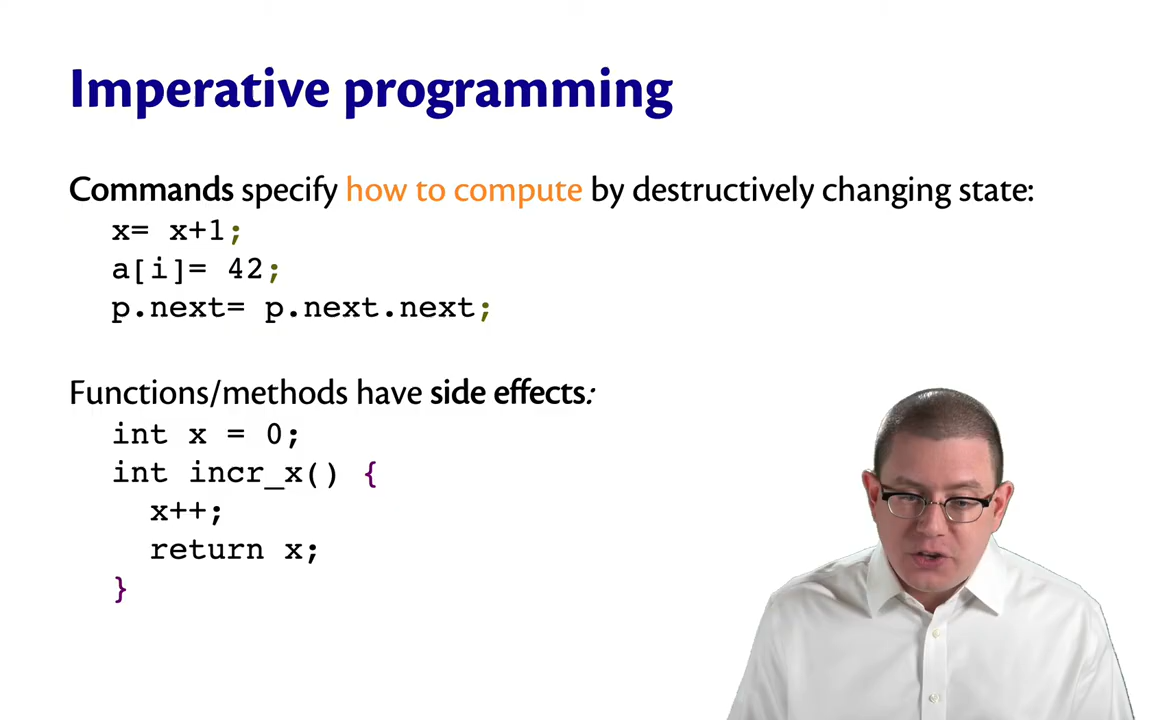 Imperative programming
Commands specify how to compute by destructively changing state:
x= x+1;
a[i]= 42;
p.next= p.next.next;
Functions/methods have side effects:
int x = 0;
int incr_x() {
x++;
return x;
}